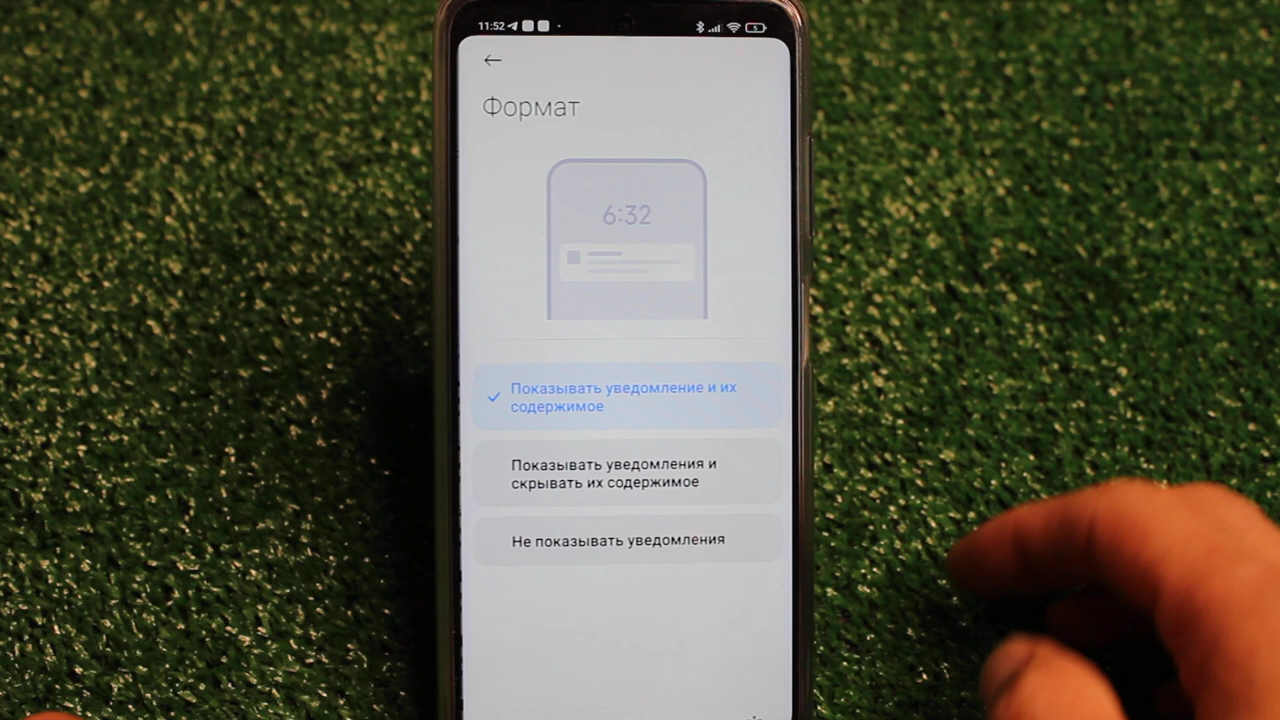 11:52
Формат
6:32
Показывать уведомление и их
содержимое
Показывать уведомления и
скрывать их содержимое
Не показывать уведомления